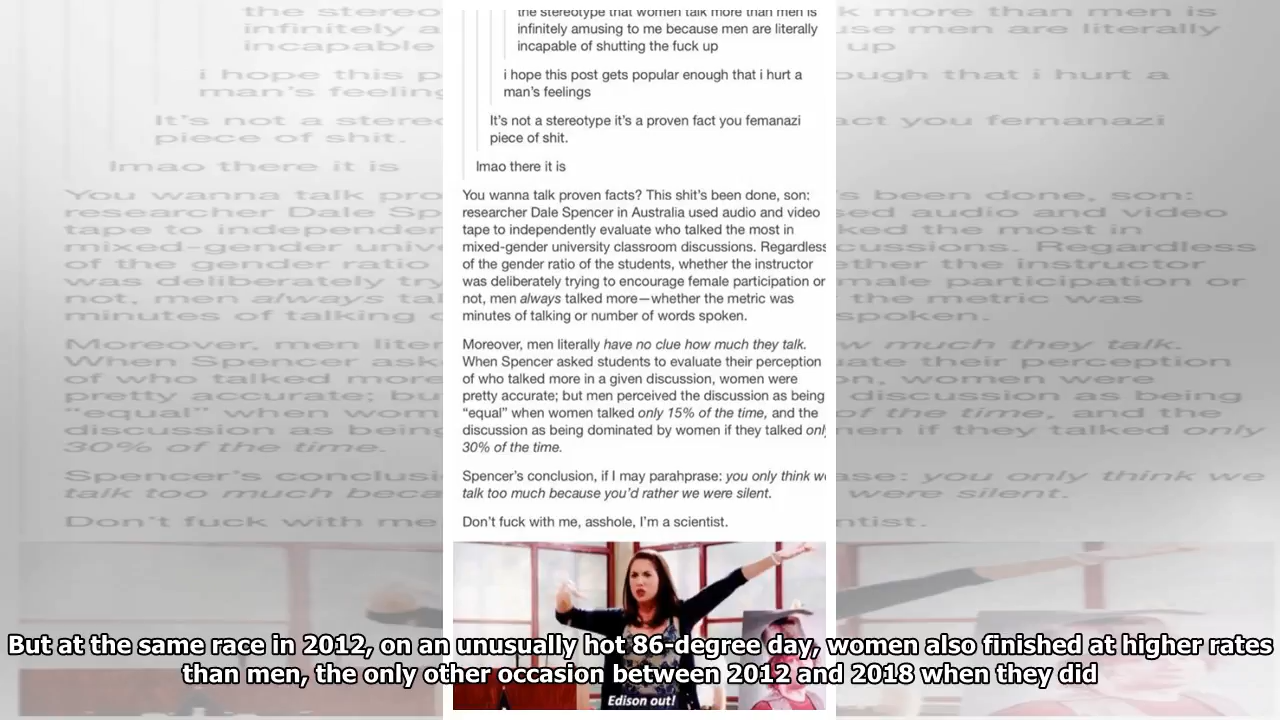 the stereotype that women talk more than men is
infinitely amusing to me because men are literally
incapable of shutting the fuck up
i hope this post gets popular enough that i hurt a
man's feelings
It's not a stereotype it's a proven fact you femanazi
piece of shit.
lmao there it is
You wanna talk proven facts? This shit's been done, son:
researcher Dale Spencer in Australia used audio and video
tape to independently evaluate who talked the most in
mixed-gender university classroom discussions. Regardless
of the gender ratio of the students, whether the instructor
was deliberately trying to encourage female participation or
not, men always talked more—whether the metric was
minutes of talking or number of words spoken.
Moreover, men literally have no clue how much they talk.
When Spencer asked students to evaluate their perception
of who talked more in a given discussion, women were
pretty accurate; but men perceived the discussion as being
“equal” when women talked only 15% of the time, and the
discussion as being dominated by women if they talked onl
30% of the time.
Spencer's conclusion, if I may parahprase: you only think we
talk too much because you'd rather we were silent.
Don't fuck with me, asshole, I'm a scientist.
But at the same race in 2012, on an unusually hot 86-degree day, women also finished at higher rates
than men, the only other occasion between 2012 and 2018 when they did
Edison out!